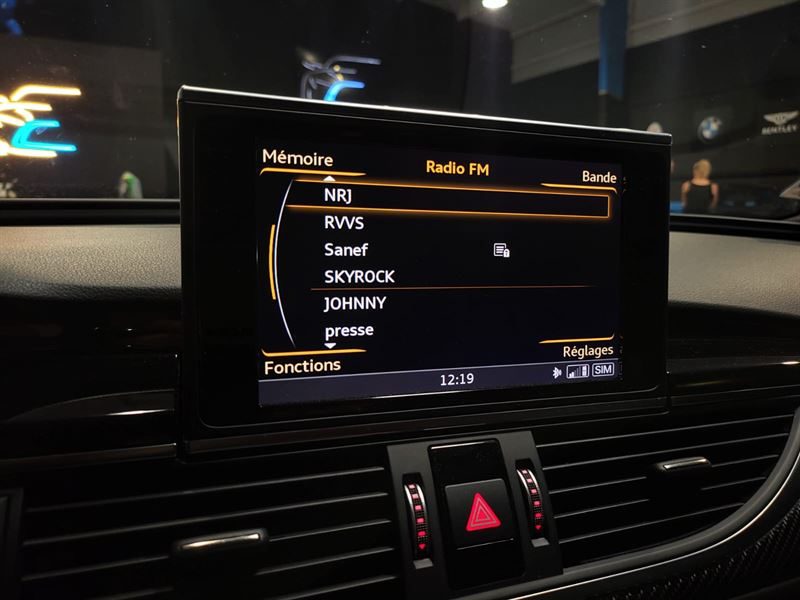 Mémoire
Radio FM
Bande
NRJ
RVVS
Sanef
SKYROCK
JOHNNY
presse
Fonctions
Réglages
12:19
SIM
BENTLEY